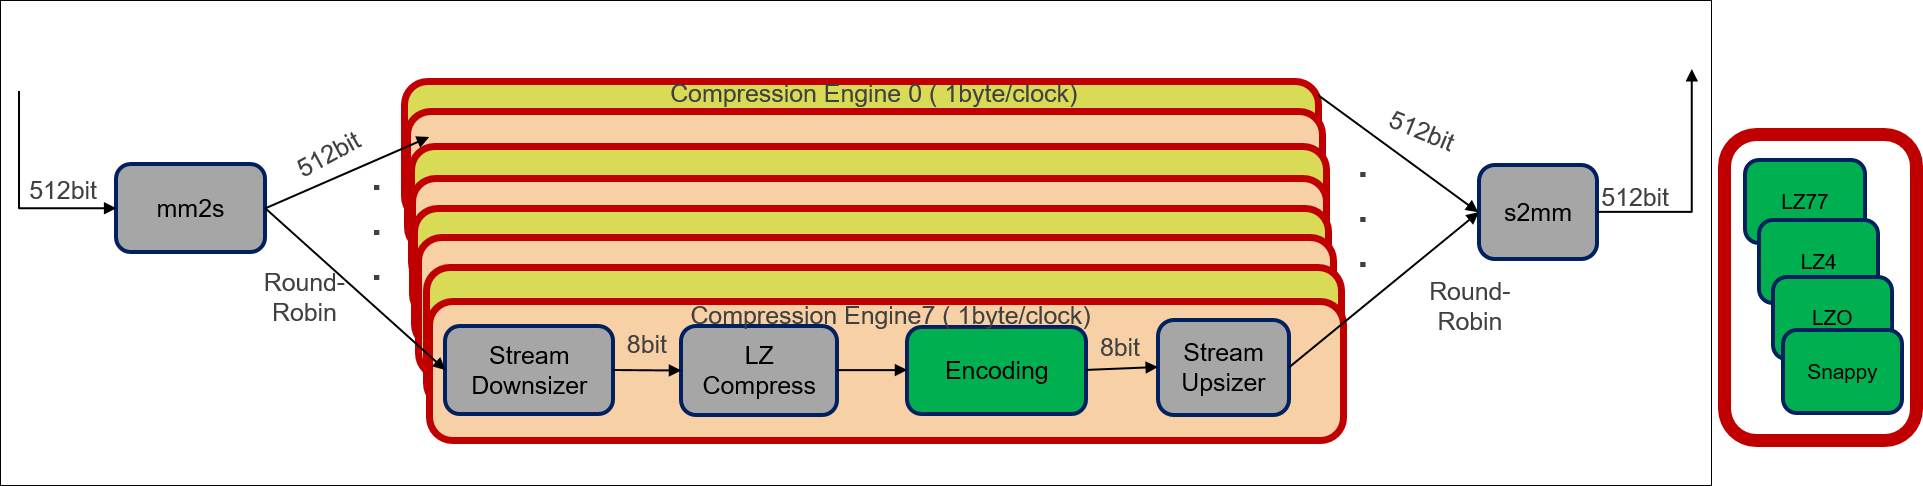 Compression Engine 0 ( 1byte/clock)
512bit
512bit
512bit
mm2s
Round-
Robin
Compression Engine7 ( 1byte/clock)
Stream
Downsizer
8bit
LZ
Compress
Encoding
8bit
Stream
Upsizer
s2mm
512bit
Round-
Robin
LZ77
LZ4
LZO
Snappy